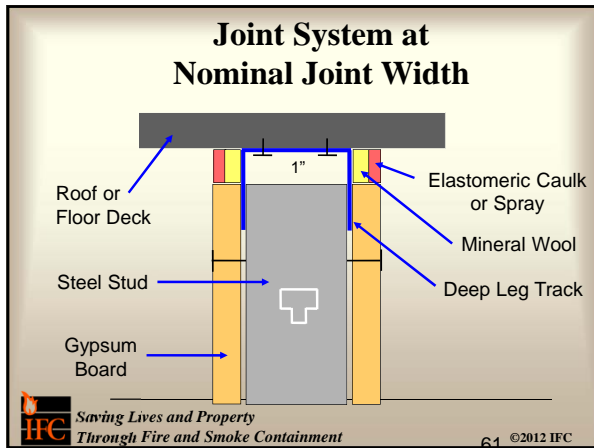 Joint System at
Nominal Joint Width
1”
Roof or
Floor Deck
Elastomeric Caulk
or Spray
Mineral Wool
Steel Stud
Deep Leg Track
Gypsum
Board
IFC
Saving Lives and Property
Through Fire and Smoke Containment
61 ©2012 IFC